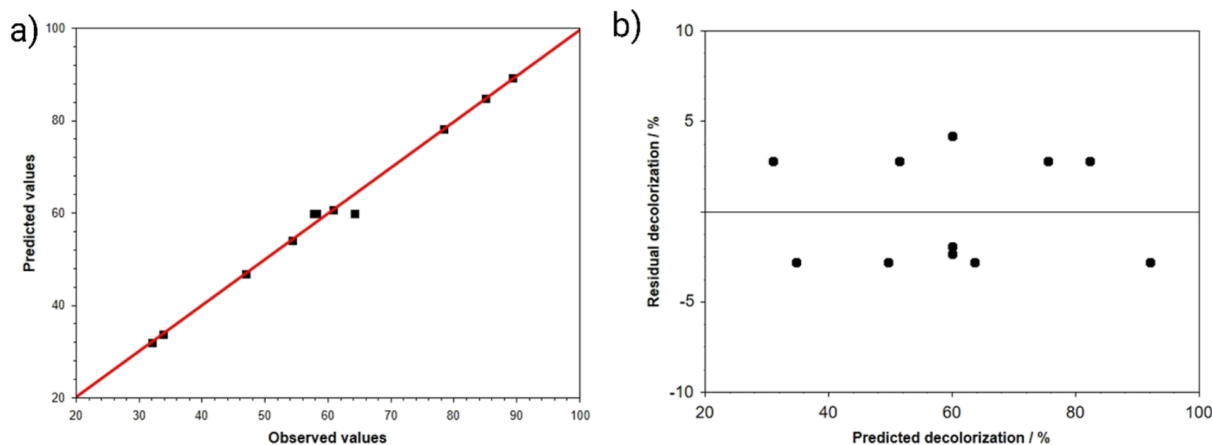 a)
100
80
60
40
20
Predicted values
20 30 40 50 60 70 80 90 100
Observed values
b)
10
5
0
-5
-10
Residual decolorization / %
20 40 60 80 100
Predicted decolorization / %